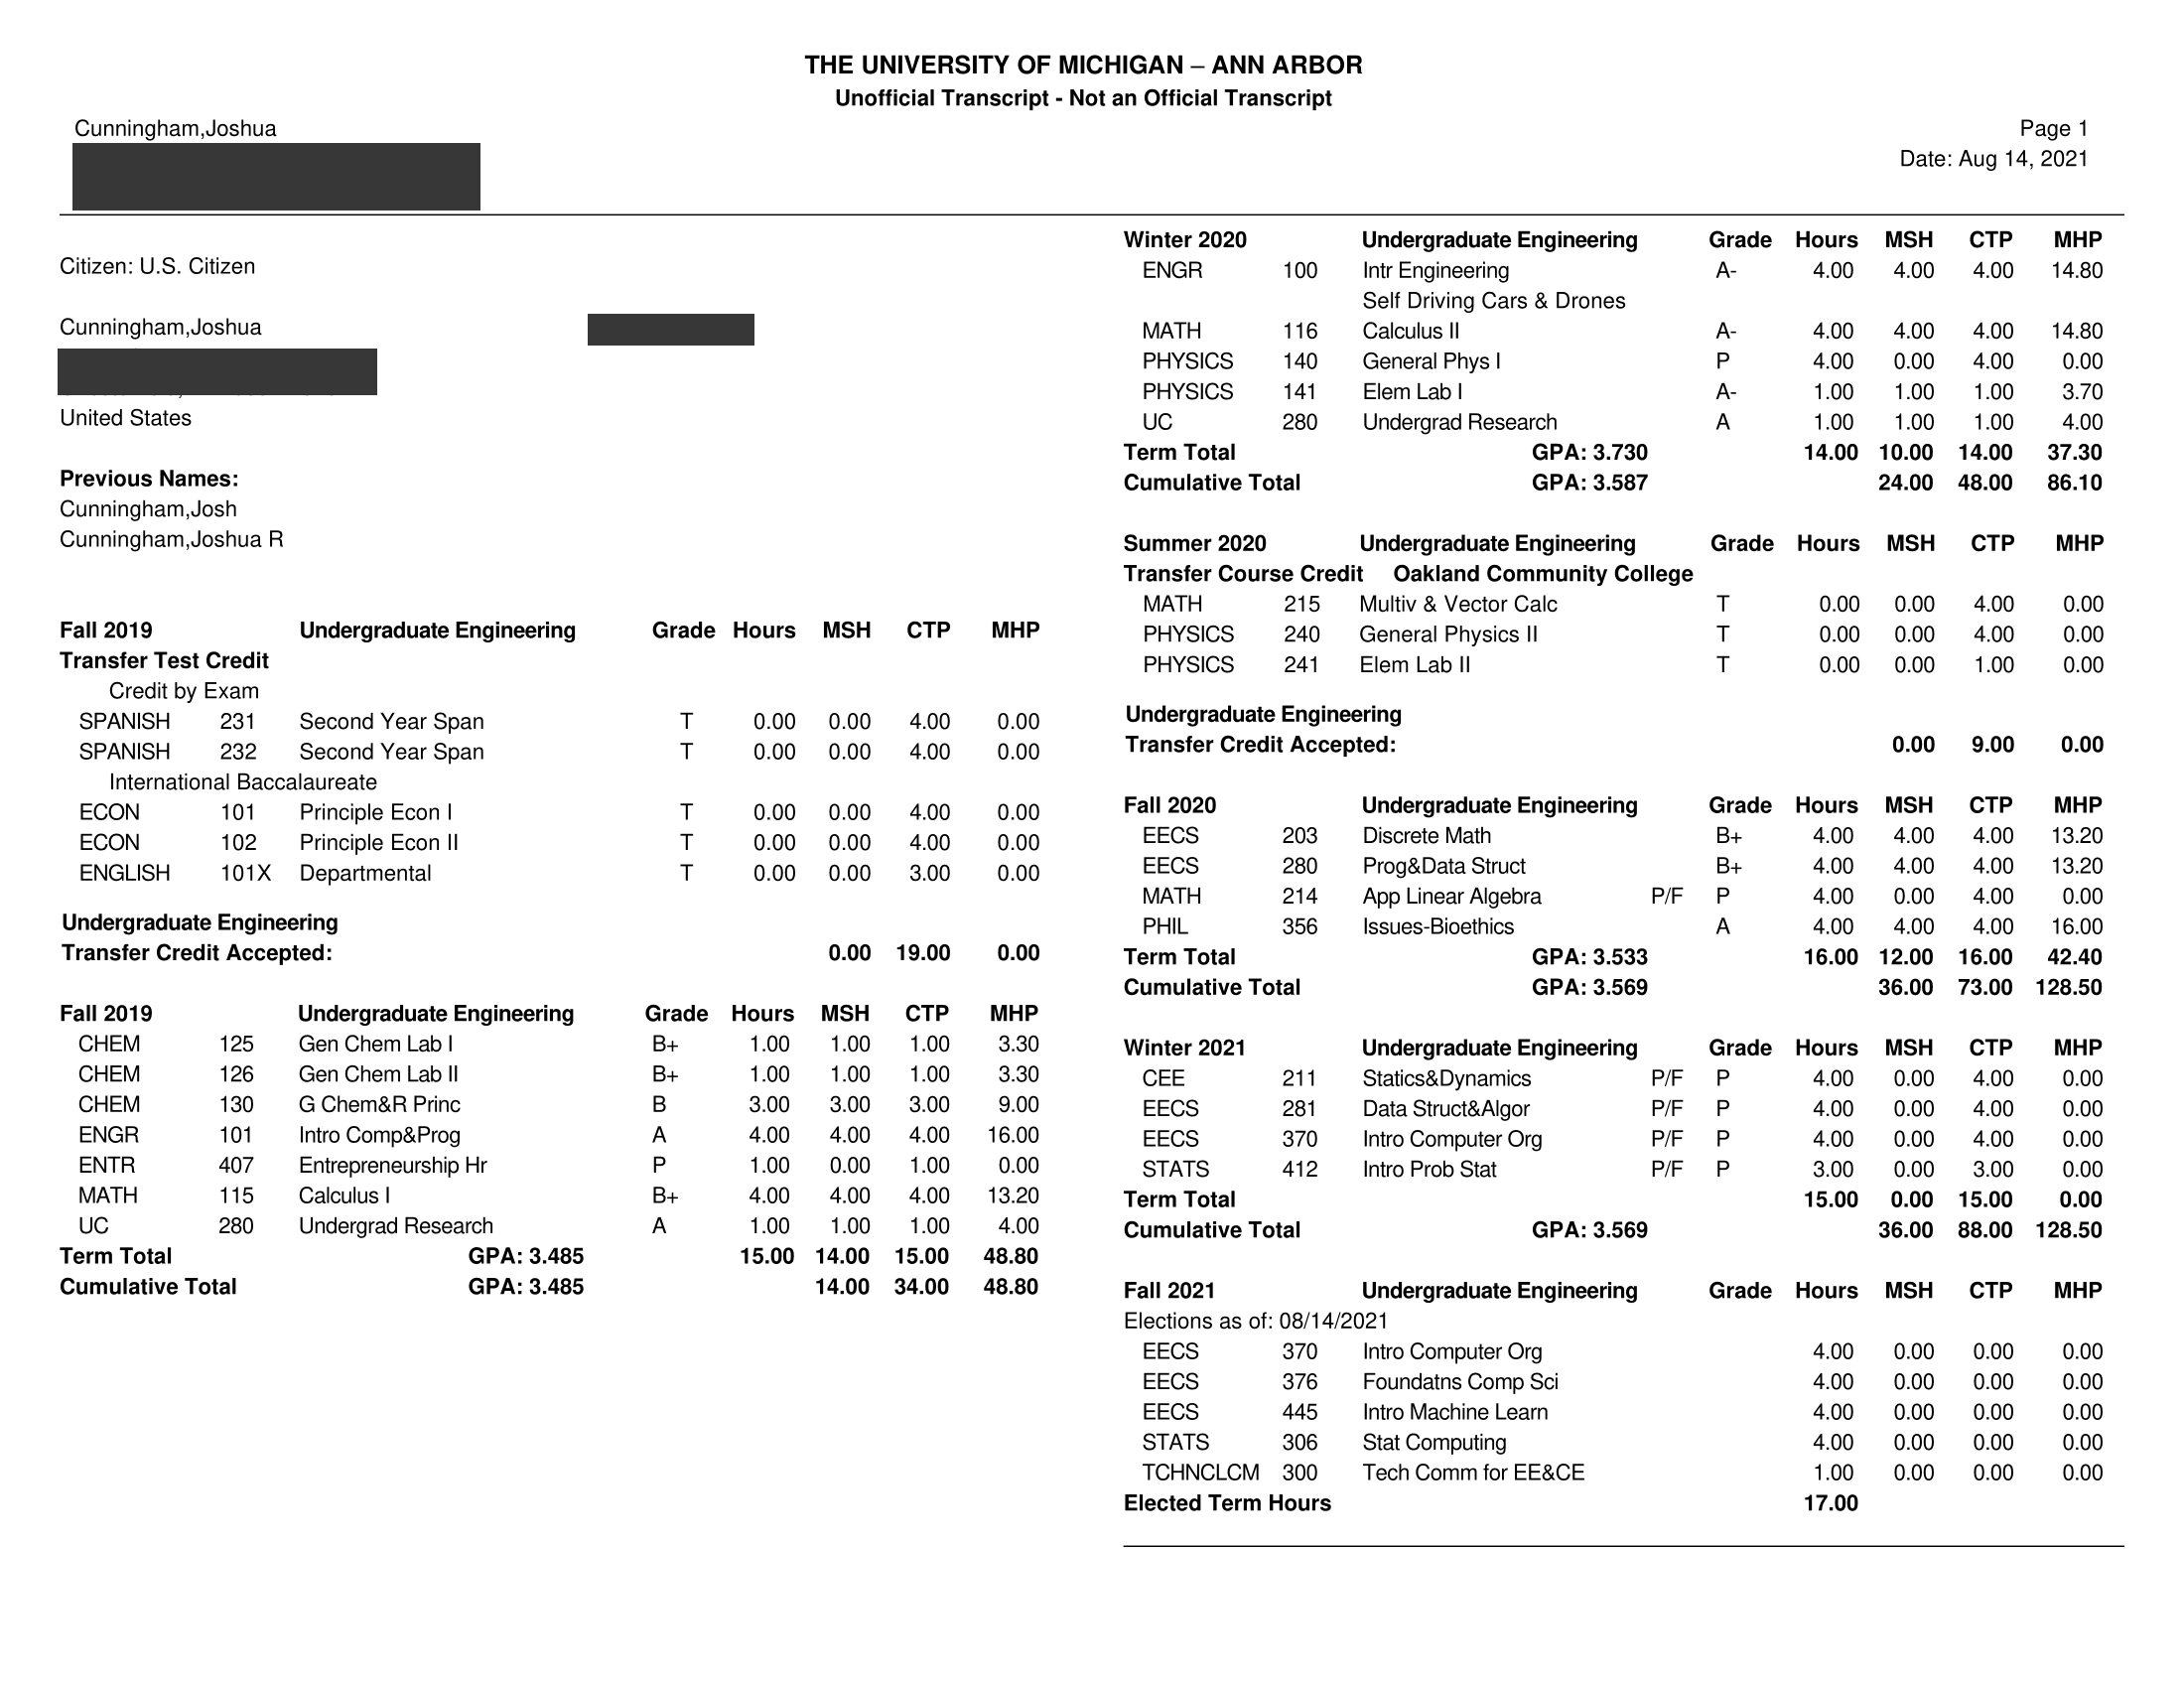 THE UNIVERSITY OF MICHIGAN – ANN ARBOR
Unofficial Transcript - Not an Official Transcript
Cunningham,Joshua
Page 1
Date: Aug 14, 2021
Citizen: U.S. Citizen
Cunningham,Joshua
United States
Previous Names:
Cunningham,Josh
Cunningham,Joshua R
Fall 2019 Undergraduate Engineering Grade Hours MSH CTP MHP
Transfer Test Credit
Credit by Exam
SPANISH 231 Second Year Span T 0.00 0.00 4.00 0.00
SPANISH 232 Second Year Span T 0.00 0.00 4.00 0.00
International Baccalaureate
ECON 101 Principle Econ I T 0.00 0.00 4.00 0.00
ECON 102 Principle Econ II T 0.00 0.00 4.00 0.00
ENGLISH 101X Departmental T 0.00 0.00 3.00 0.00
Undergraduate Engineering
Transfer Credit Accepted: 0.00 19.00 0.00
Fall 2019 Undergraduate Engineering Grade Hours MSH CTP MHP
CHEM 125 Gen Chem Lab I B+ 1.00 1.00 1.00 3.30
CHEM 126 Gen Chem Lab II B+ 1.00 1.00 1.00 3.30
CHEM 130 G Chem&R Princ B 3.00 3.00 3.00 9.00
ENGR 101 Intro Comp&Prog A 4.00 4.00 4.00 16.00
ENTR 407 Entrepreneurship Hr P 1.00 0.00 1.00 0.00
MATH 115 Calculus I B+ 4.00 4.00 4.00 13.20
UC 280 Undergrad Research A 1.00 1.00 1.00 4.00
Term Total GPA: 3.485 15.00 14.00 15.00 48.80
Cumulative Total GPA: 3.485 14.00 34.00 48.80
Winter 2020 Undergraduate Engineering Grade Hours MSH CTP MHP
ENGR 100 Intr Engineering A- 4.00 4.00 4.00 14.80
Self Driving Cars & Drones
MATH 116 Calculus II A- 4.00 4.00 4.00 14.80
PHYSICS 140 General Phys I P 4.00 0.00 4.00 0.00
PHYSICS 141 Elem Lab I A- 1.00 1.00 1.00 3.70
UC 280 Undergrad Research A 1.00 1.00 1.00 4.00
Term Total GPA: 3.730 14.00 10.00 14.00 37.30
Cumulative Total GPA: 3.587 24.00 48.00 86.10
Summer 2020 Undergraduate Engineering Grade Hours MSH CTP MHP
Transfer Course Credit Oakland Community College
MATH 215 Multiv & Vector Calc T 0.00 0.00 4.00 0.00
PHYSICS 240 General Physics II T 0.00 0.00 4.00 0.00
PHYSICS 241 Elem Lab II T 0.00 0.00 1.00 0.00
Undergraduate Engineering
Transfer Credit Accepted: 0.00 9.00 0.00
Fall 2020 Undergraduate Engineering Grade Hours MSH CTP MHP
EECS 203 Discrete Math B+ 4.00 4.00 4.00 13.20
EECS 280 Prog&Data Struct B+ 4.00 4.00 4.00 13.20
MATH 214 App Linear Algebra P/F P 4.00 0.00 4.00 0.00
PHIL 356 Issues-Bioethics A 4.00 4.00 4.00 16.00
Term Total GPA: 3.533 16.00 12.00 16.00 42.40
Cumulative Total GPA: 3.569 36.00 73.00 128.50
Winter 2021 Undergraduate Engineering Grade Hours MSH CTP MHP
CEE 211 Statics&Dynamics P/F P 4.00 0.00 4.00 0.00
EECS 281 Data Struct&Algor P/F P 4.00 0.00 4.00 0.00
EECS 370 Intro Computer Org P/F P 4.00 0.00 4.00 0.00
STATS 412 Intro Prob Stat P/F P 3.00 0.00 3.00 0.00
Term Total 15.00 0.00 15.00 0.00
Cumulative Total GPA: 3.569 36.00 88.00 128.50
Fall 2021 Undergraduate Engineering Grade Hours MSH CTP MHP
Elections as of: 08/14/2021
EECS 370 Intro Computer Org 4.00 0.00 0.00 0.00
EECS 376 Foundatns Comp Sci 4.00 0.00 0.00 0.00
EECS 445 Intro Machine Learn 4.00 0.00 0.00 0.00
STATS 306 Stat Computing 4.00 0.00 0.00 0.00
TCHNCLCM 300 Tech Comm for EE&CE 1.00 0.00 0.00 0.00
Elected Term Hours 17.00